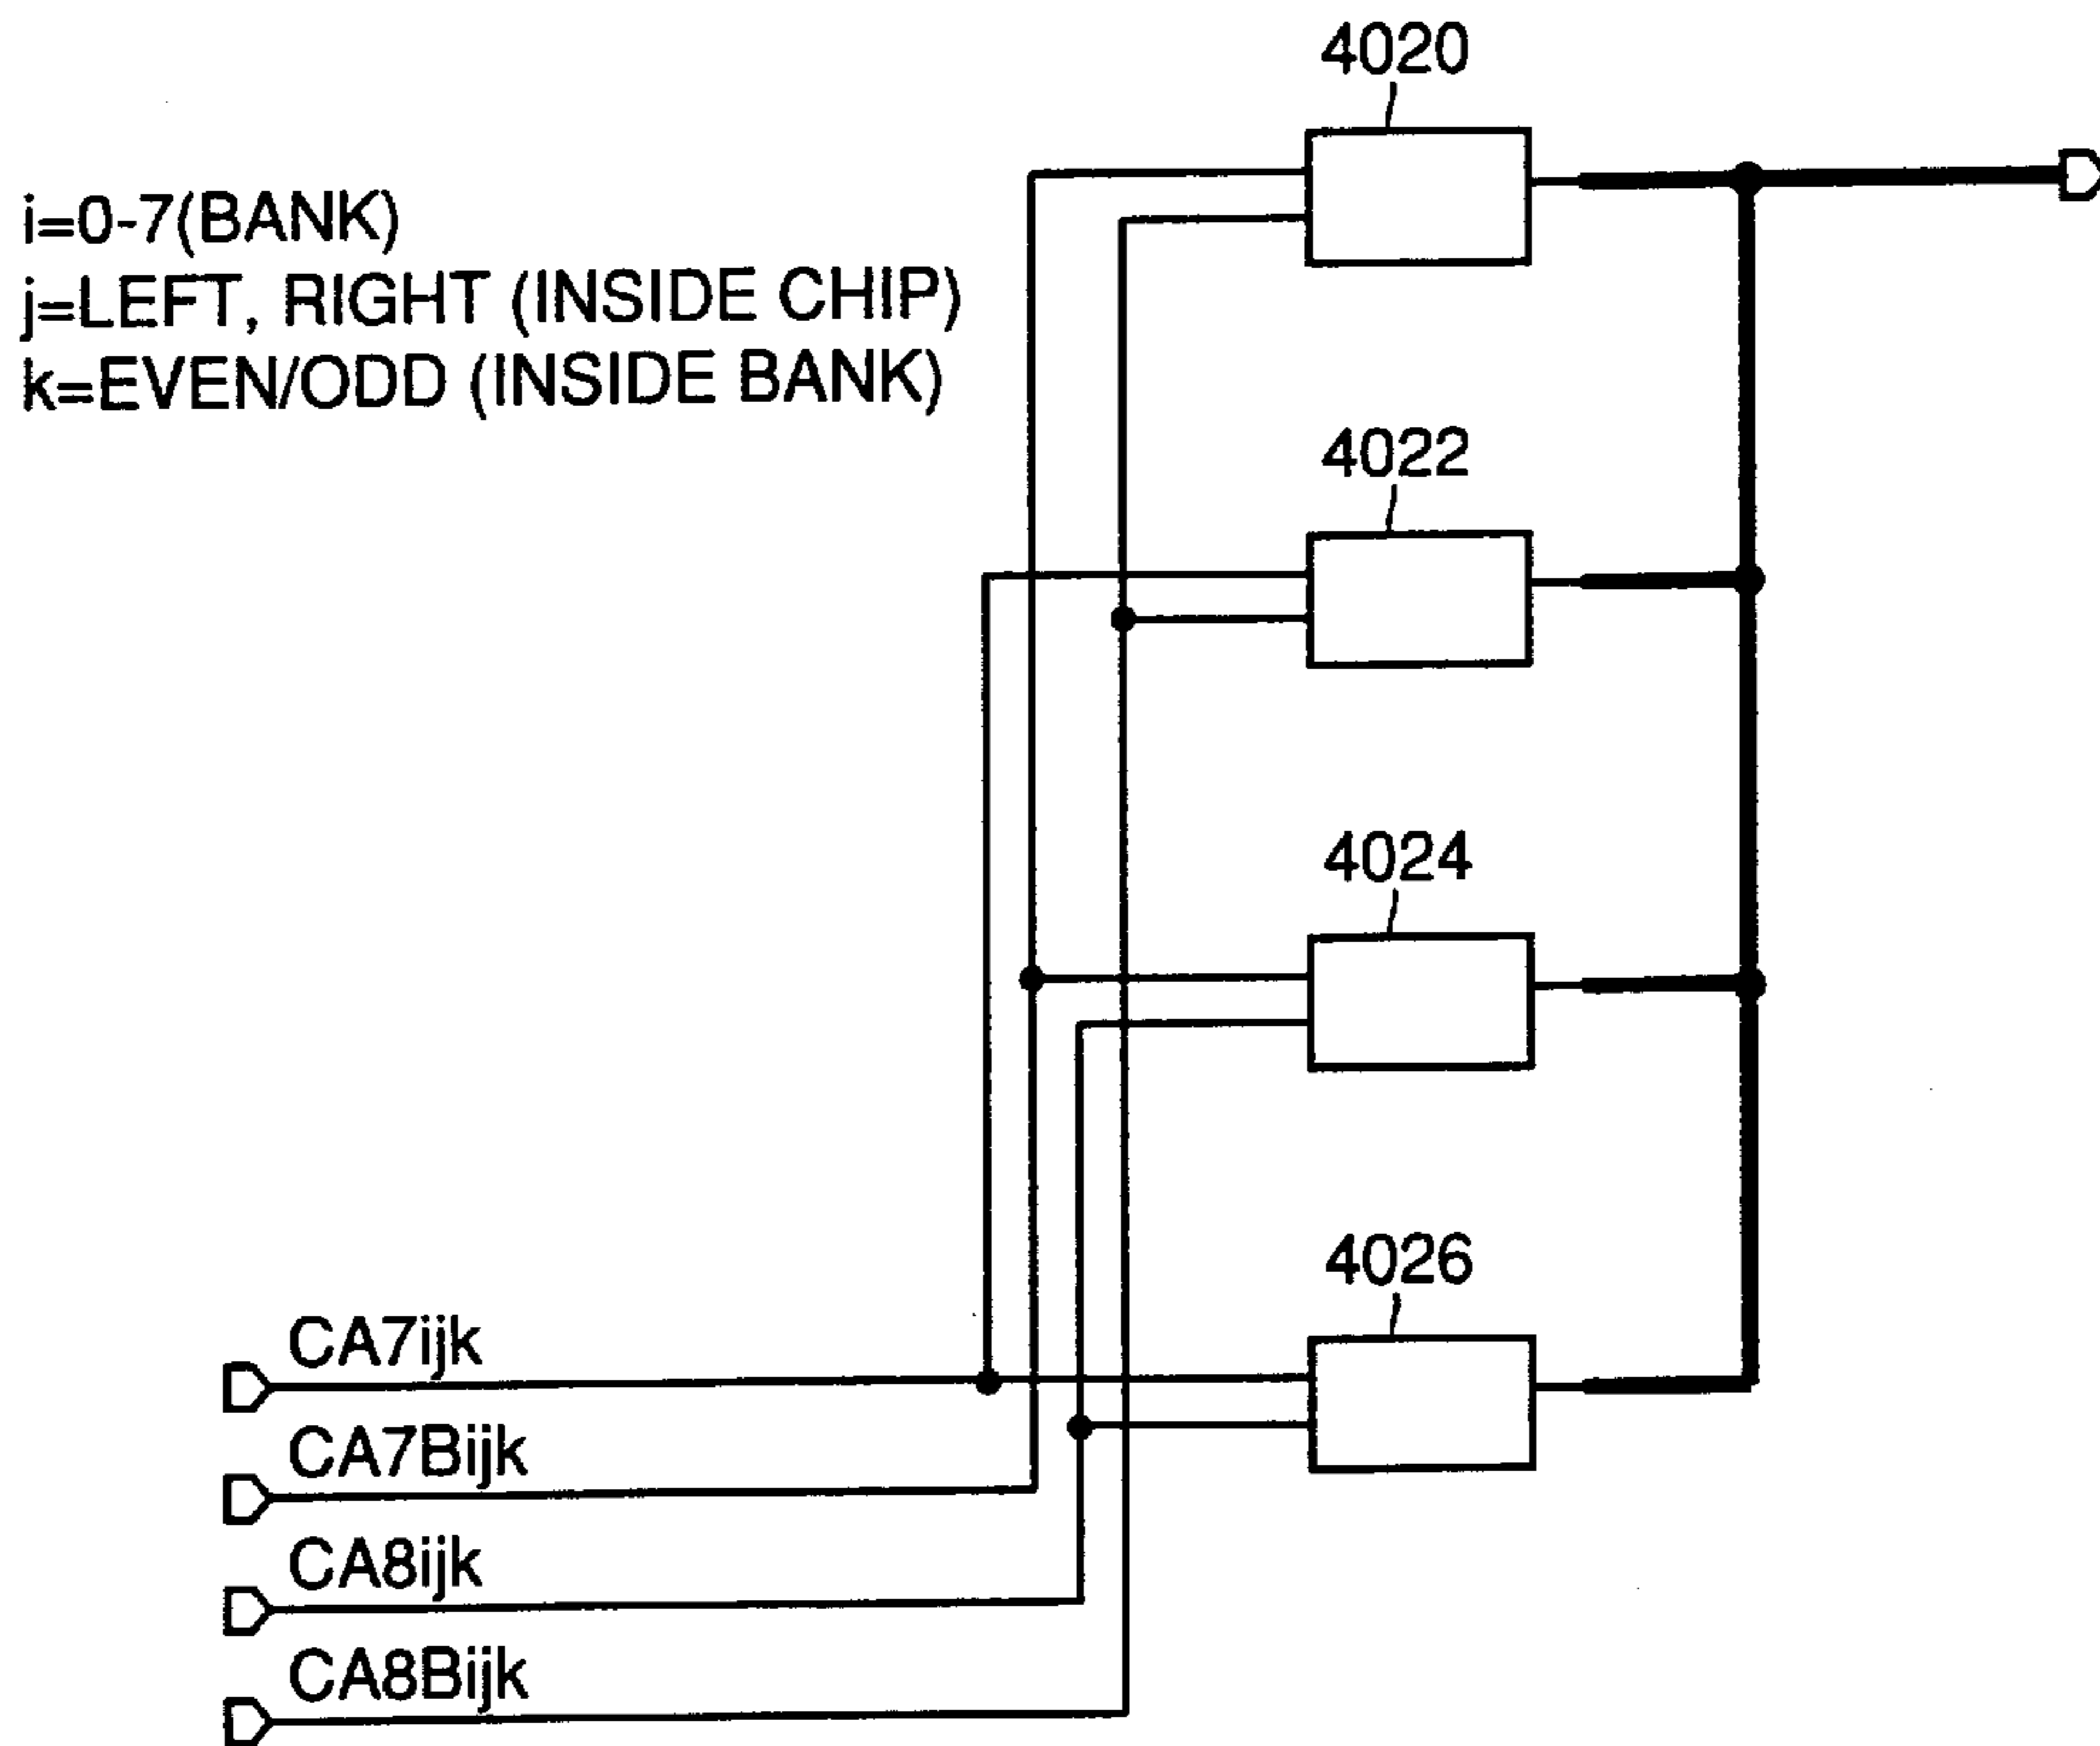 4020
i=0-7(BANK)
j=LEFT, RIGHT (INSIDE CHIP)
k=EVEN/ODD (INSIDE BANK)
4022
4024
4026
CA7ijk
CA7Bijk
CA8ijk
CA8Bijk